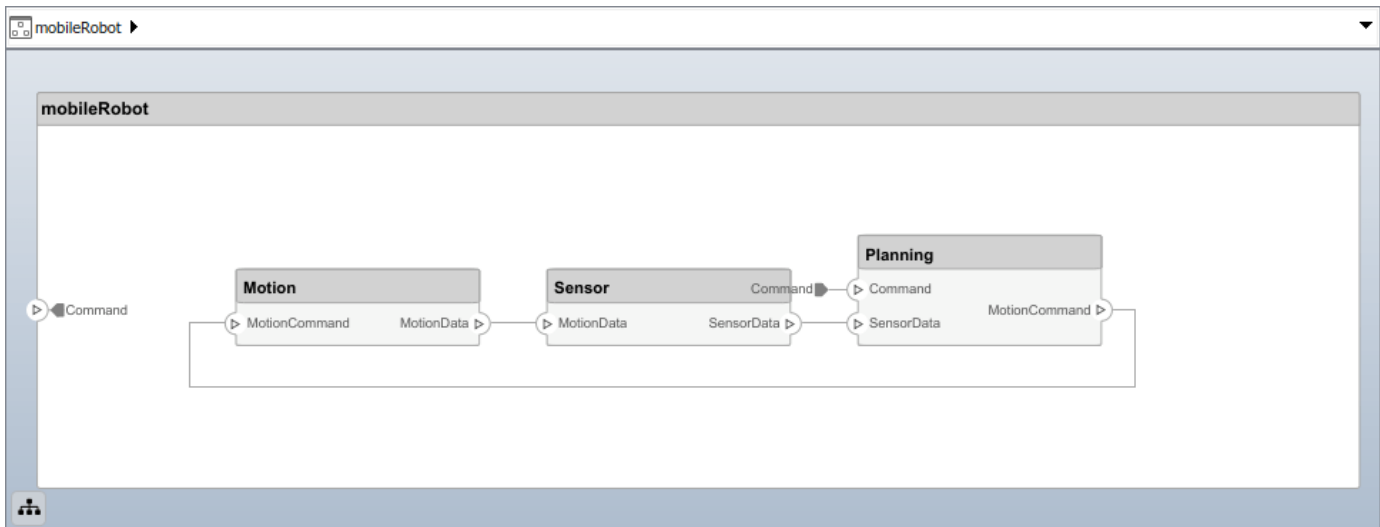 mobileRobot
mobileRobot
Command
Motion
MotionCommand MotionData
Sensor
MotionData SensorData
Command
Planning
Command
SensorData
MotionCommand